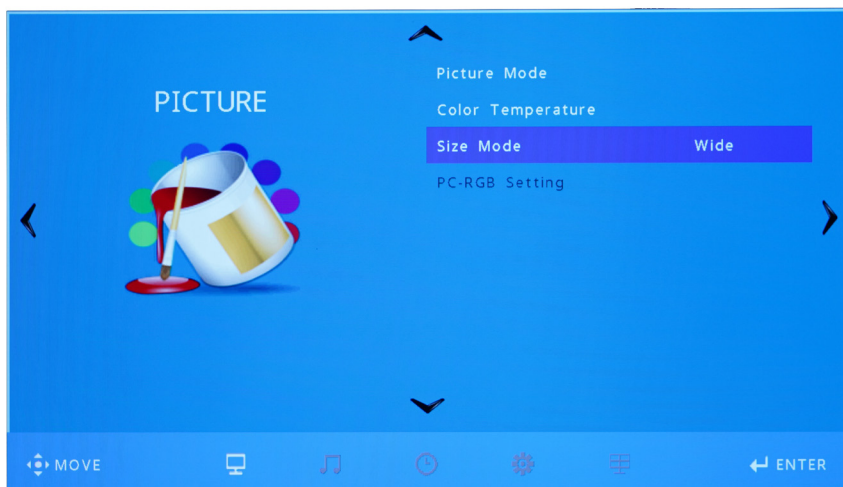 PICTURE
Picture Mode
Color Temperature
Size Mode Wide
PC-RGB Setting
MOVE
ENTER